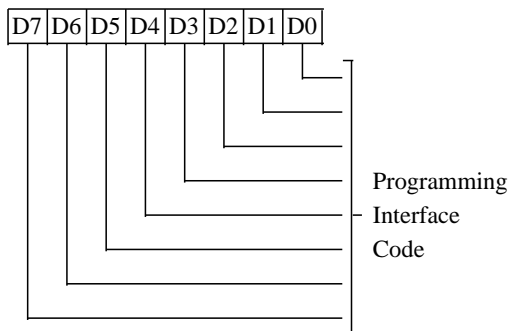 D7 D6 D5 D4 D3 D2 D1 D0
Programming
Interface
Code